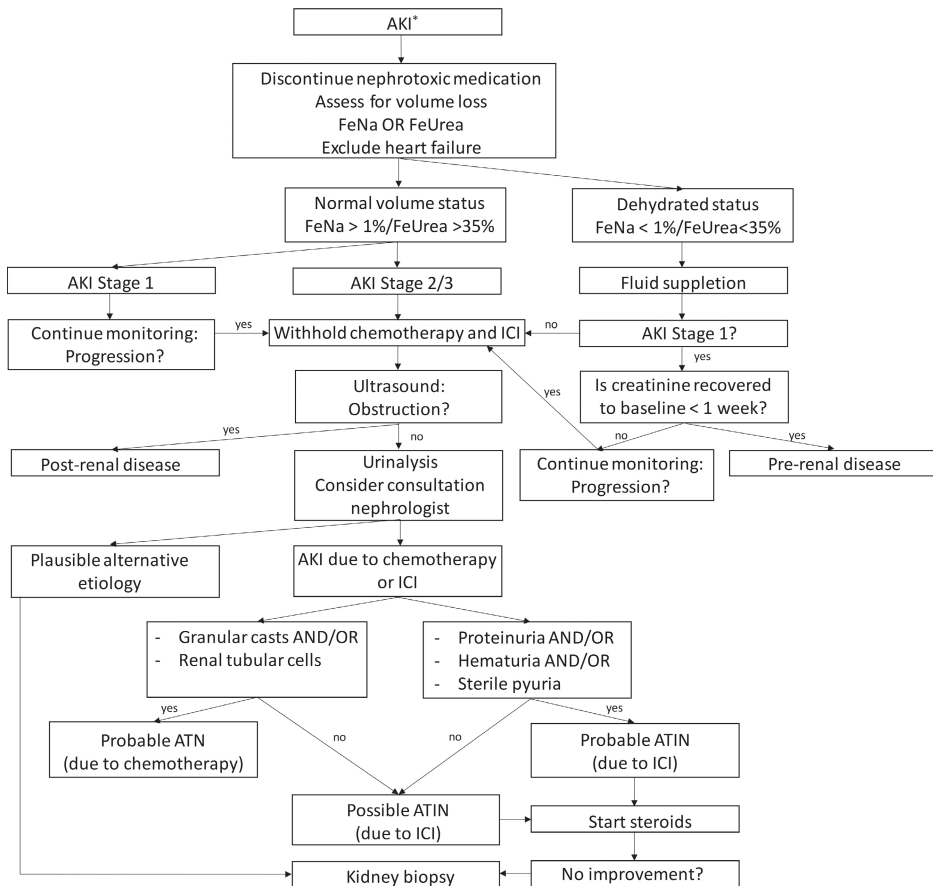 AKI*
Discontinue nephrotoxic medication
Assess for volume loss
FeNa OR FeUrea
Exclude heart failure
Normal volume status
FeNa > 1%/FeUrea >35%
Dehydrated status
FeNa < 1%/FeUrea<35%
AKI Stage 1
AKI Stage 2/3
Fluid suppletion
Continue monitoring:
Progression?
yes
Withhold chemotherapy and ICI
no
AKI Stage 1?
yes
Ultrasound:
Obstruction?
yes
Is creatinine recovered
to baseline < 1 week?
yes
no
no
yes
Post-renal disease
Urinalysis
Consider consultation
nephrologist
Continue monitoring:
Progression?
Pre-renal disease
Plausible alternative
etiology
AKI due to chemotherapy
or ICI
- Granular casts AND/OR
- Renal tubular cells
- Proteinuria AND/OR
- Hematuria AND/OR
- Sterile pyuria
yes
no
no
yes
Probable ATN
(due to chemotherapy)
Probable ATIN
(due to ICI)
Possible ATIN
(due to ICI)
Start steroids
Kidney biopsy
No improvement?